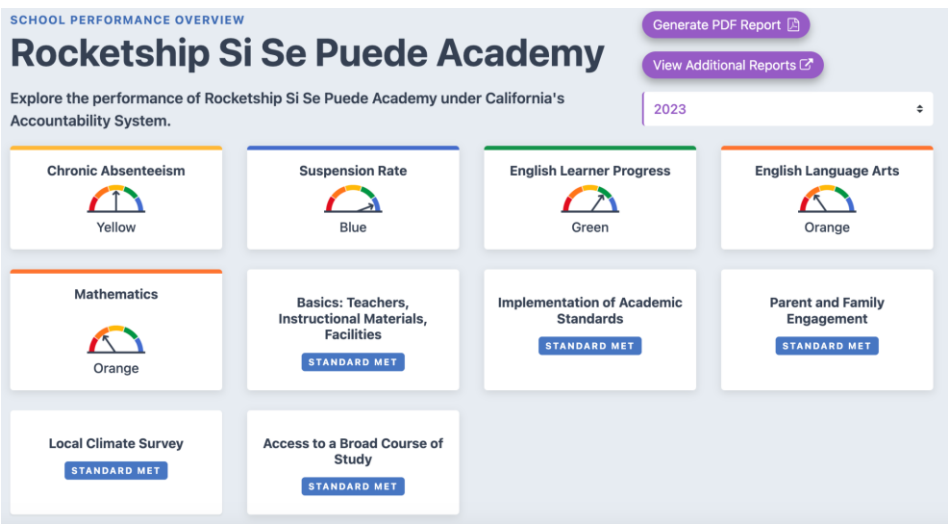 SCHOOL PERFORMANCE OVERVIEW
Rocketship Si Se Puede Academy
Explore the performance of Rocketship Si Se Puede Academy under California's
Accountability System.
Generate PDF Report
View Additional Reports
2023
Chronic Absenteeism
Yellow
Suspension Rate
Blue
English Learner Progress
Green
English Language Arts
Orange
Mathematics
Orange
Basics: Teachers,
Instructional Materials,
Facilities
STANDARD MET
Implementation of Academic
Standards
STANDARD MET
Parent and Family
Engagement
STANDARD MET
Local Climate Survey
STANDARD MET
Access to a Broad Course of
Study
STANDARD MET